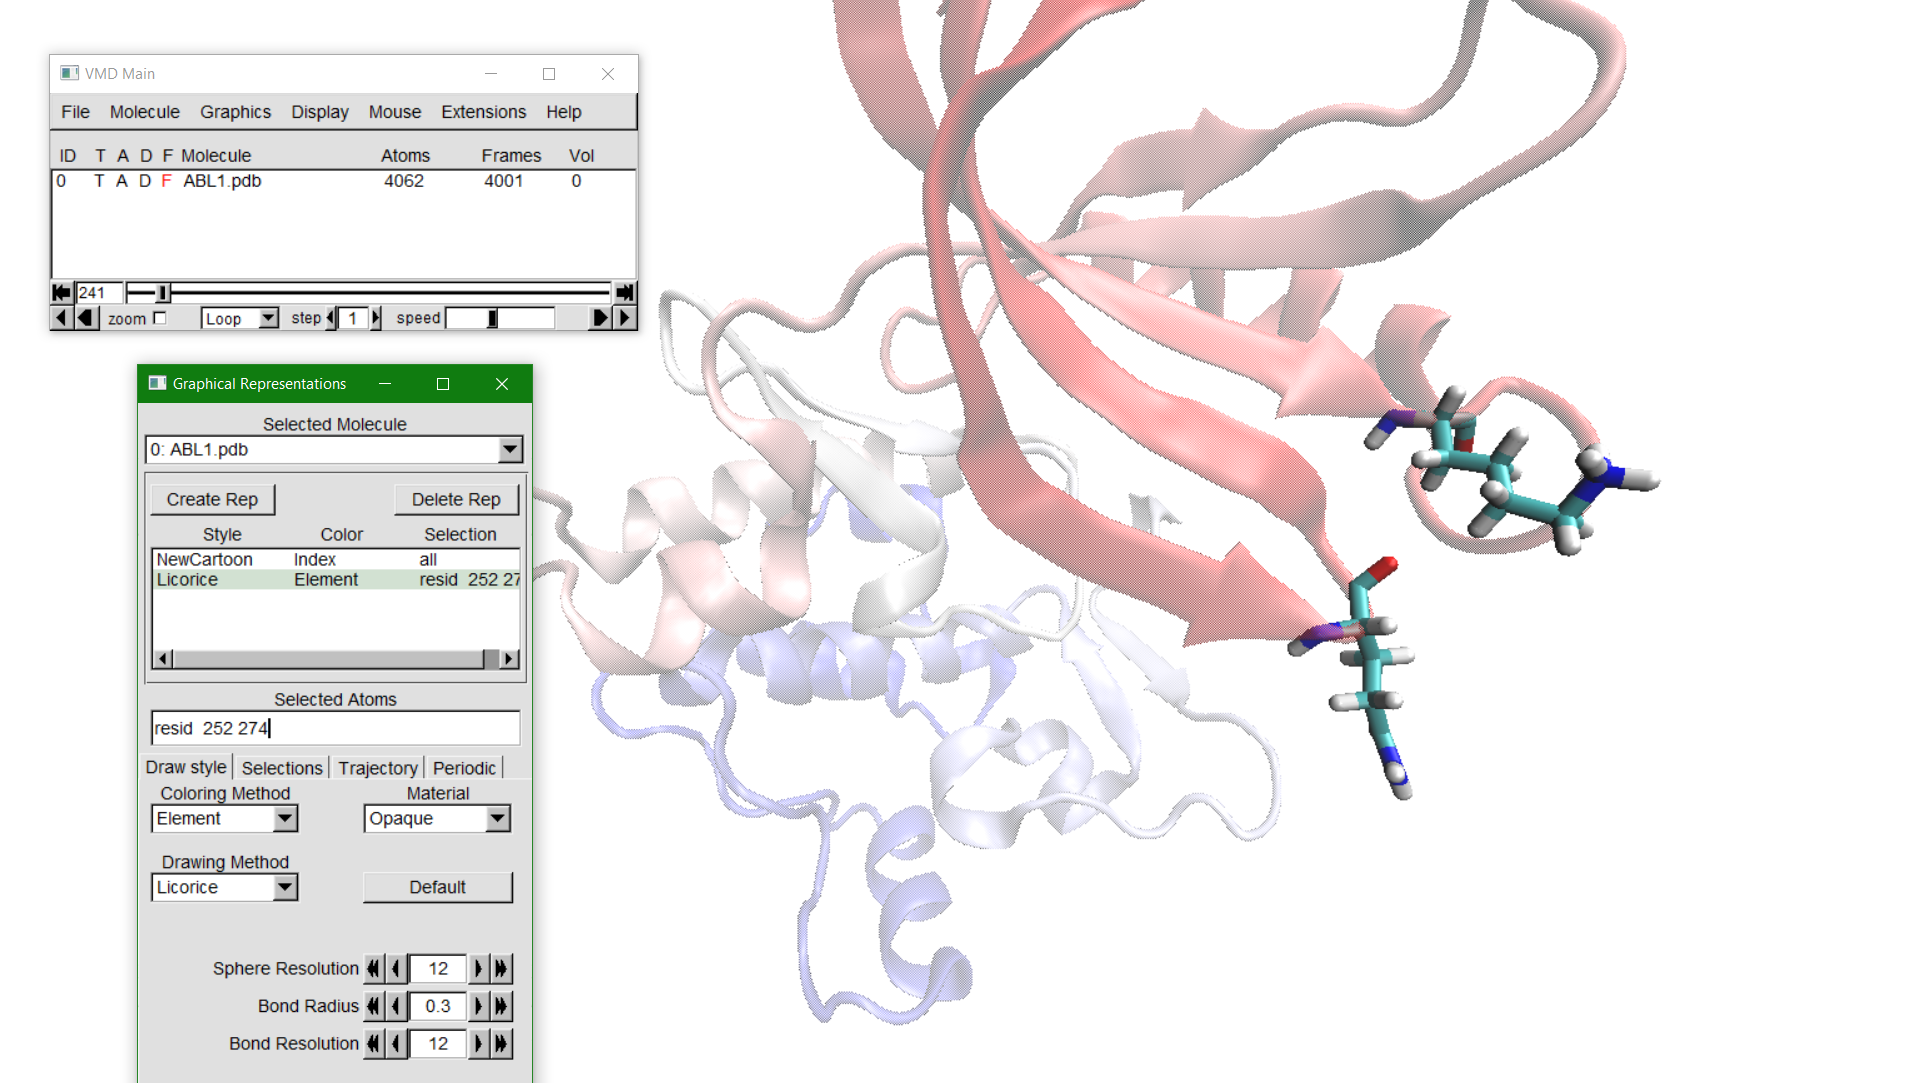 VMD Main
File Molecule Graphics Display Mouse Extensions Help
ID T A D F Molecule Atoms Frames Vol
0 T A D F ABL1.pdb 4062 4001 0
241
zoom Loop step 1 speed
Graphical Representations
Selected Molecule
0: ABL1.pdb
Create Rep Delete Rep
Style Color Selection
NewCartoon Index all
Licorice Element resid 252 27
Selected Atoms
resid 252 274
Draw style Selections Trajectory Periodic
Coloring Method Material
Element Opaque
Drawing Method
Licorice Default
Sphere Resolution 12
Bond Radius 0.3
Bond Resolution 12